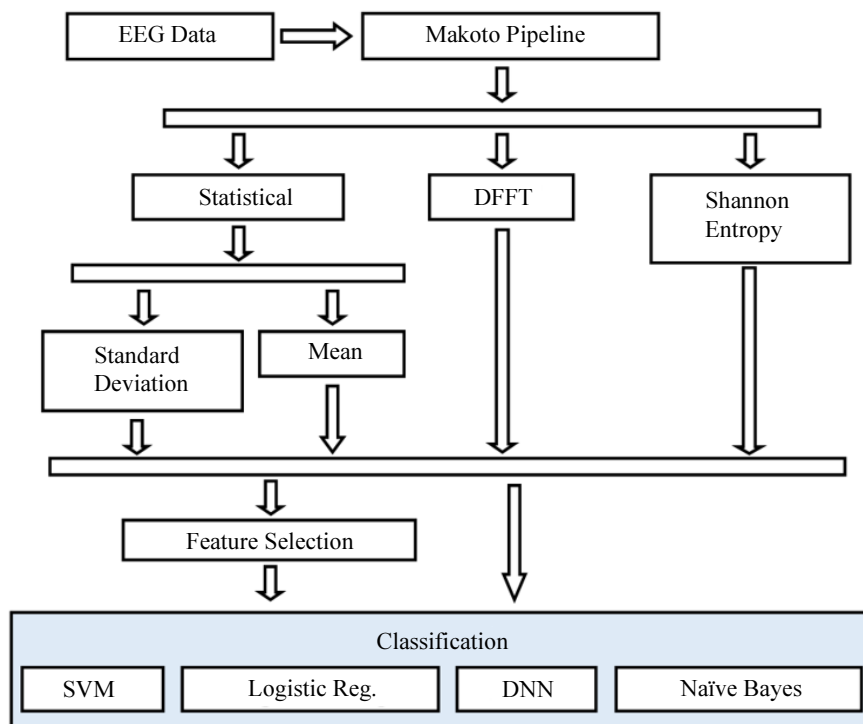 EEG Data
Makoto Pipeline
Statistical
DFFT
Shannon
Entropy
Standard
Deviation
Mean
Feature Selection
Classification
SVM
Logistic Reg.
DNN
Naïve Bayes